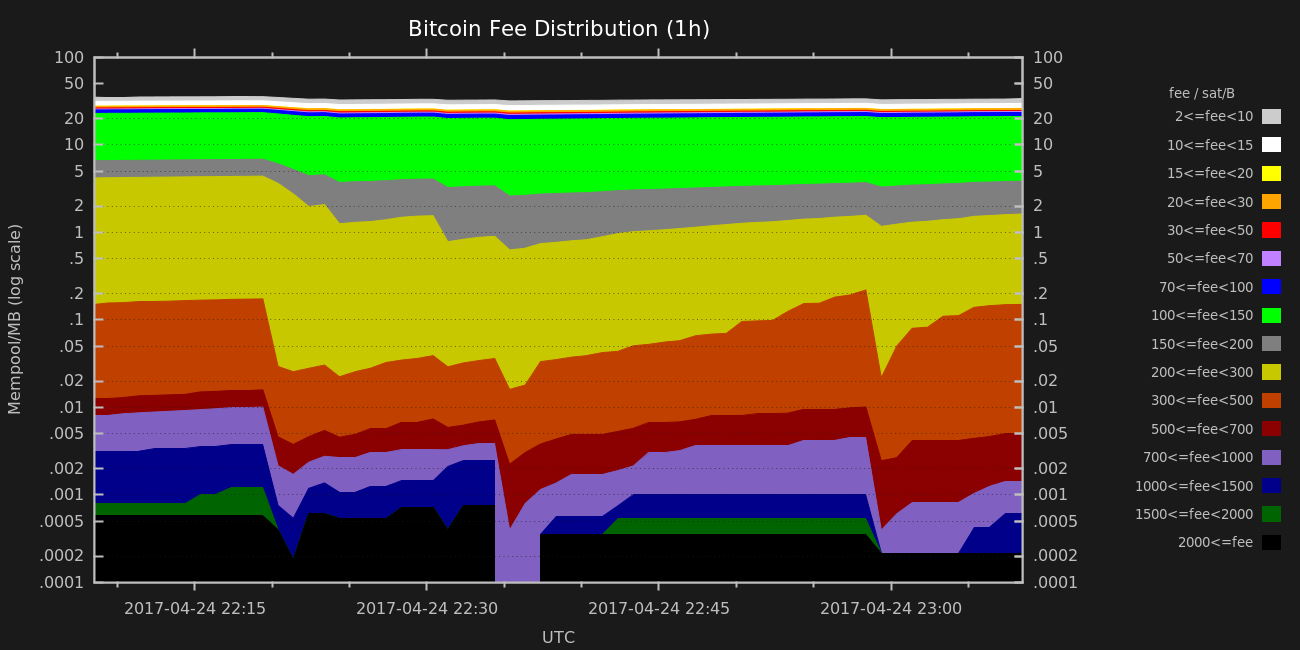 Bitcoin Fee Distribution (1h)
Mempool/MB (log scale)
100
50
20
10
5
2
1
.5
.2
.1
.05
.02
.01
.005
.002
.001
.0005
.0002
.0001
100
50
20
10
5
2
1
.5
.2
.1
.05
.02
.01
.005
.002
.001
.0005
.0002
.0001
2017-04-24 22:15
2017-04-24 22:30
2017-04-24 22:45
2017-04-24 23:00
UTC
fee / sat/B
2<=fee<10
10<=fee<15
15<=fee<20
20<=fee<30
30<=fee<50
50<=fee<70
70<=fee<100
100<=fee<150
150<=fee<200
200<=fee<300
300<=fee<500
500<=fee<700
700<=fee<1000
1000<=fee<1500
1500<=fee<2000
2000<=fee